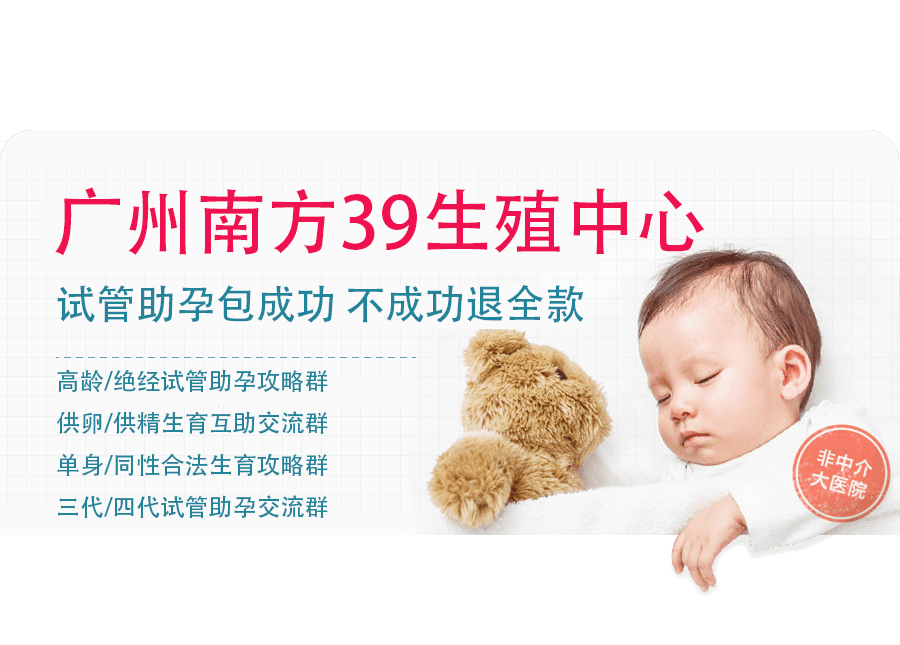 广州南方39生殖中心
试管助孕包成功 不成功退全款
高龄/绝经试管助孕攻略群
供卵/供精生育互助交流群
单身/同性合法生育攻略群
三代/四代试管助孕交流群
非中介
大医院